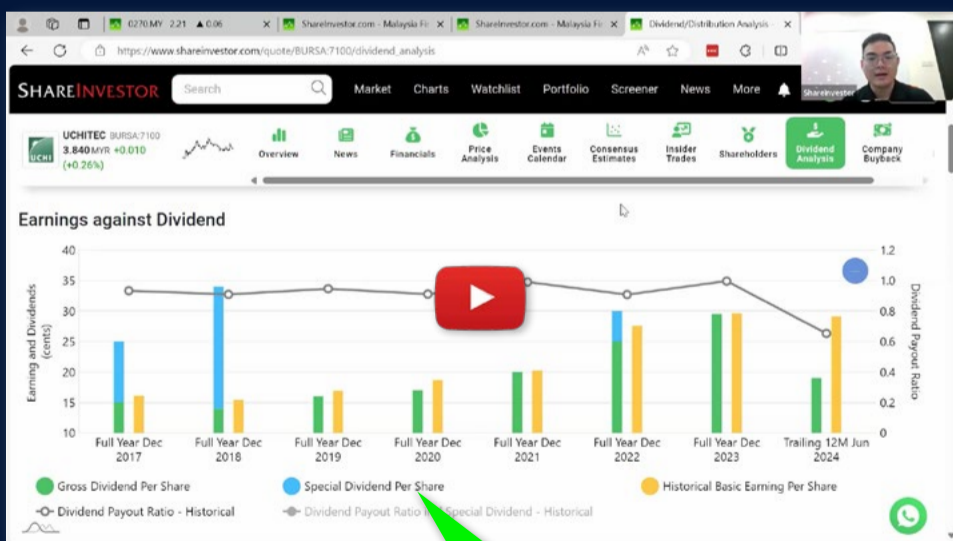 0270.MY 2.21 ▲0.06
ShareInvestor.com - Malaysia Fin
ShareInvestor.com - Malaysia Fin
Dividend/Distribution Analysis -
https://www.shareinvestor.com/quote/BURSA:7100/dividend_analysis
SHAREINVESTOR
Search
Market Charts Watchlist Portfolio Screener News More
ShareInvestor
UCHI
UCHITEC BURSA:7100
3.840 MYR +0.010
(+0.26%)
Overview
News
Financials
Price
Analysis
Events
Calendar
Consensus
Estimates
Insider
Trades
Shareholders
Dividend
Analysis
Company
Buyback
Earnings against Dividend
Earning and Dividends
(cents)
40
35
30
25
20
15
10
1.2
1.0
0.8
0.6
0.4
0.2
0
Dividend Payout Ratio
Full Year Dec
2017
Full Year Dec
2018
Full Year Dec
2019
Full Year Dec
2020
Full Year Dec
2021
Full Year Dec
2022
Full Year Dec
2023
Trailing 12M Jun
2024
Gross Dividend Per Share
Special Dividend Per Share
Historical Basic Earning Per Share
Dividend Payout Ratio - Historical
Dividend Payout Ratio Special Dividend - Historical